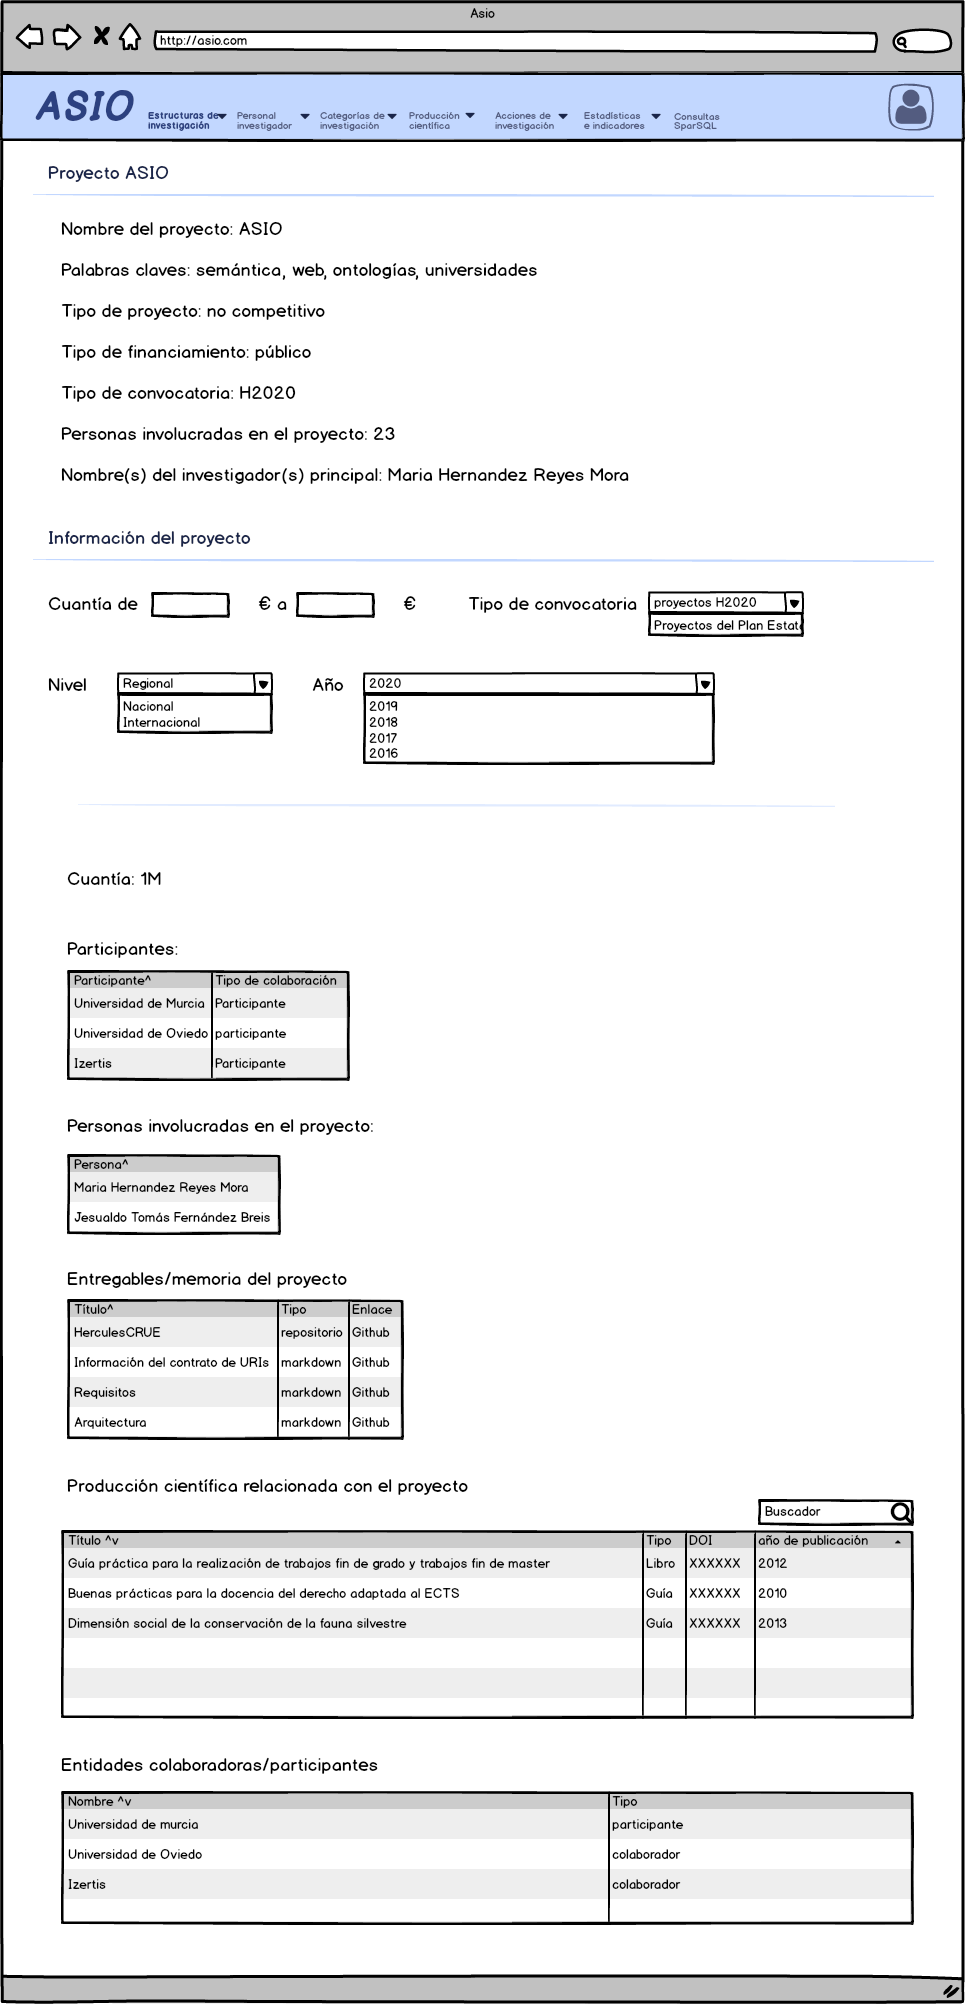 Asio
http://asio.com
ASIO
Estructuras de investigación
Personal investigador
Categorías de investigación
Producción científica
Acciones de investigación
Estadísticas e indicadores
Consultas SparSQL
Proyecto ASIO
Nombre del proyecto: ASIO
Palabras claves: semántica, web, ontologías, universidades
Tipo de proyecto: no competitivo
Tipo de financiamiento: público
Tipo de convocatoria: H2020
Personas involucradas en el proyecto: 23
Nombre(s) del investigador(s) principal: Maria Hernandez Reyes Mora
Información del proyecto
Cuantía de € a € Tipo de convocatoria proyectos H2020
Proyectos del Plan Estat
Nivel Regional Año 2020
Nacional
Internacional
2019
2018
2017
2016
Cuantía: 1M
Participantes:
Participante^ Tipo de colaboración
Universidad de Murcia Participante
Universidad de Oviedo participante
Izertis Participante
Personas involucradas en el proyecto:
Persona^
Maria Hernandez Reyes Mora
Jesualdo Tomás Fernández Breis
Entregables/memoria del proyecto
Título^ Tipo Enlace
HerculesCRUE repositorio Github
Información del contrato de URIs markdown Github
Requisitos markdown Github
Arquitectura markdown Github
Producción científica relacionada con el proyecto
Buscador
Título ^v Tipo DOI año de publicación
Guía práctica para la realización de trabajos fin de grado y trabajos fin de master Libro XXXXXX 2012
Buenas prácticas para la docencia del derecho adaptada al ECTS Guía XXXXXX 2010
Dimensión social de la conservación de la fauna silvestre Guía XXXXXX 2013
Entidades colaboradoras/participantes
Nombre ^v Tipo
Universidad de murcia participante
Universidad de Oviedo colaborador
Izertis colaborador